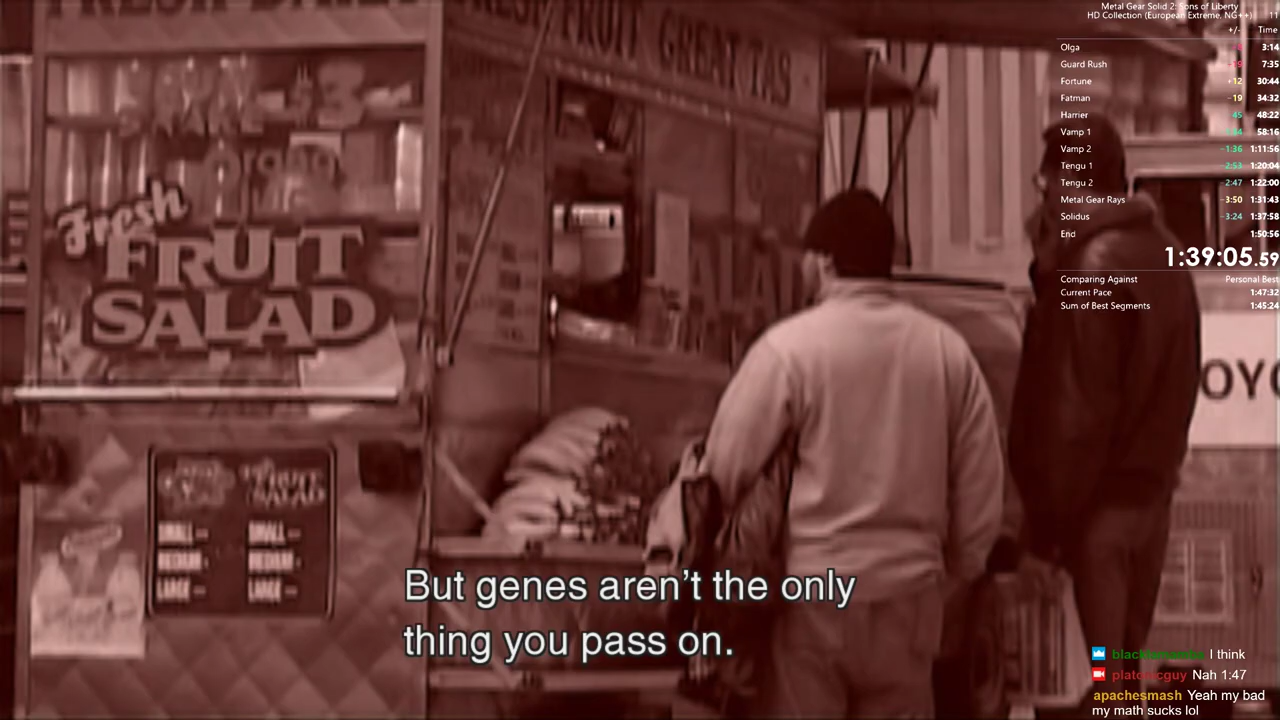 Metal Gear Solid 2: Sons of Liberty
HD Collection (European Extreme, NG++) 11
+/- Time
Olga 3:14
Guard Rush 7:35
Fortune +12 30:44
Fatman -19 34:32
Harrier 45 48:22
Vamp 1 58:16
Vamp 2 -1:36 1:11:56
Tengu 1 -2:53 1:20:04
Tengu 2 -2:47 1:22:00
Metal Gear Rays -3:50 1:31:43
Solidus -3:24 1:37:58
End 1:50:56
1:39:05.59
Comparing Against Personal Best
Current Pace 1:47:32
Sum of Best Segments 1:45:24
FRUIT GREEN
$3
Fresh
FRUIT
SALAD
FRUIT
SALAD
SMALL SMALL
MEDIUM MEDIUM
LARGE LARGE
OYO
But genes aren't the only
thing you pass on.
I think
Nah 1:47
apachesmash Yeah my bad
my math sucks lol